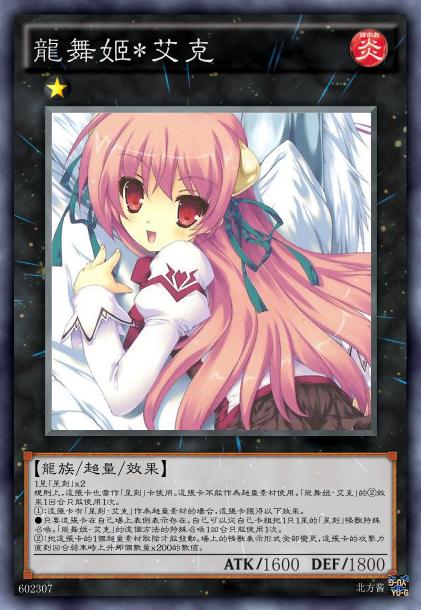 龍舞姬*艾克
炎
ほのお
【龍族/超量/效果】
1星「星刻」x2
規則上,這張卡也當作「星刻」卡使用。這張卡不能作為超量素材使用。「龍舞姬·艾克」的②效
果1回合只能使用1次。
①:這張卡有「星刻·艾克」作為素材的場合,這張卡獲得以下效果。
●只要這張卡在自己場上表側表示存在,自己可以從自己卡組把1只1星的「星刻」怪獸特殊
召喚。「龍舞姬·艾克」的這個方法的特殊召喚1回合只能使用1次。
②:把這張卡的1個超量素材取除才能發動。場上的怪獸表示形式全部變更。這張卡的攻擊力
直到回合結束時上升那個數量x200的數值。
ATK/1600 DEF/1800
602307
北方酱